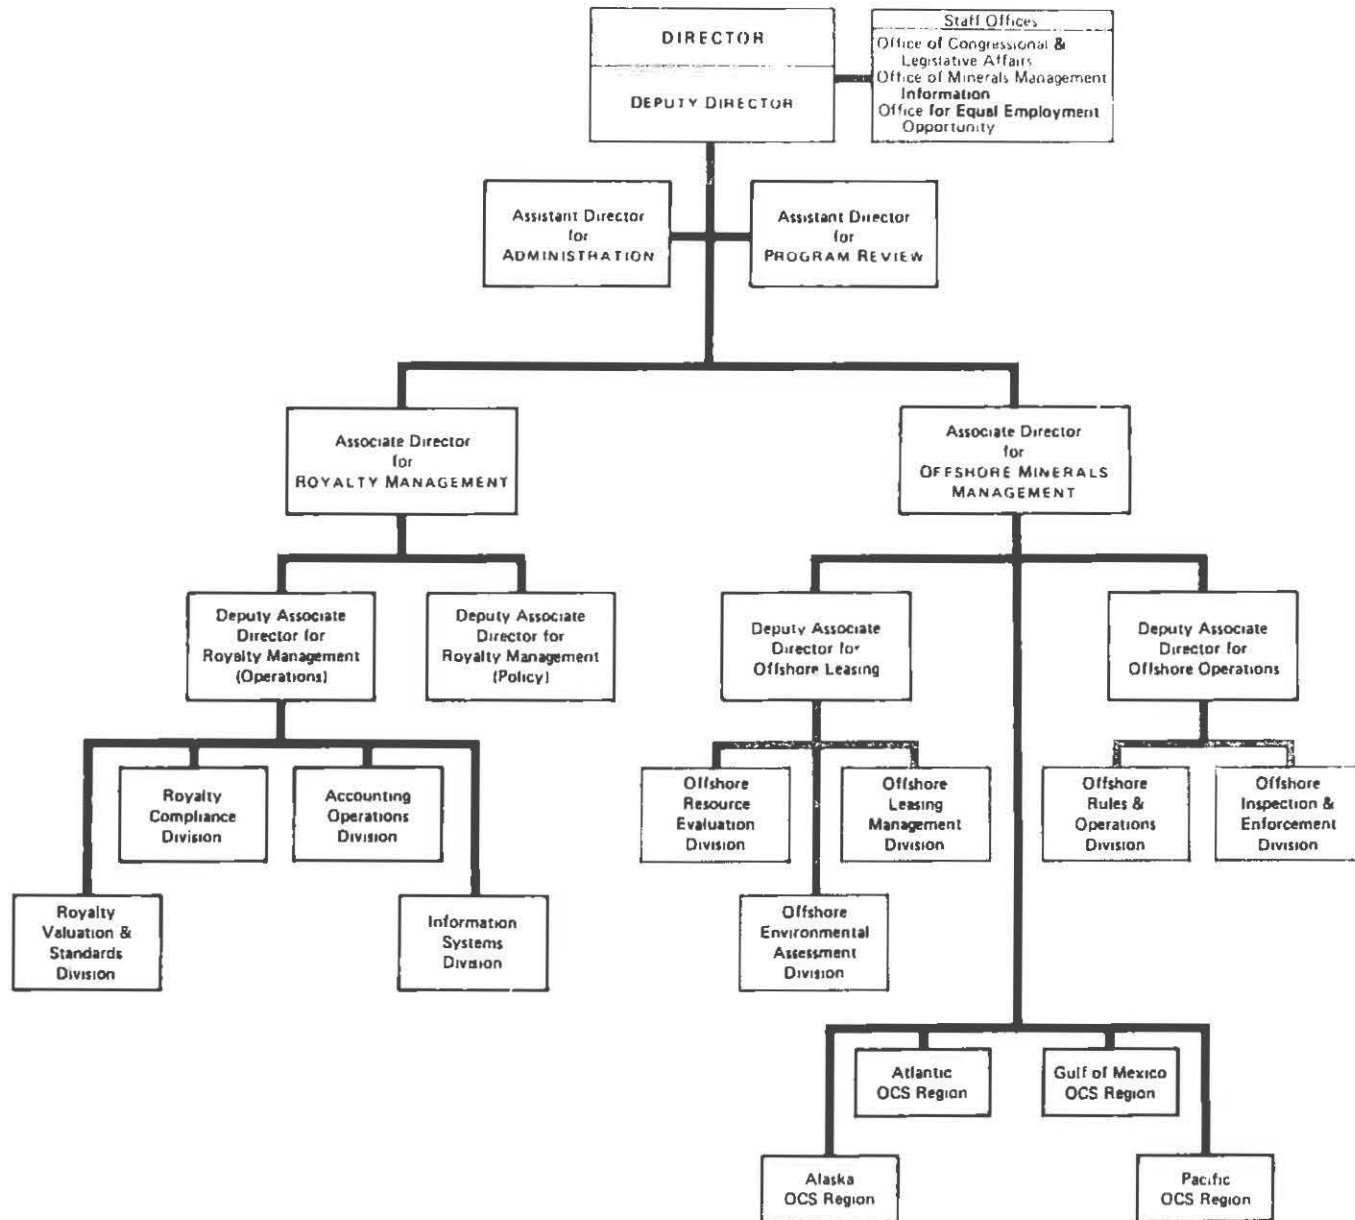 DIRECTOR
DEPUTY DIRECTOR
Staff Offices
Office of Congressional &
Legislative Affairs
Office of Minerals Management
Information
Office for Equal Employment
Opportunity
Assistant Director
for
ADMINISTRATION
Assistant Director
for
PROGRAM REVIEW
Associate Director
for
ROYALTY MANAGEMENT
Associate Director
for
OFFSHORE MINERALS
MANAGEMENT
Deputy Associate
Director for
Royalty Management
(Operations)
Deputy Associate
Director for
Royalty Management
(Policy)
Deputy Associate
Director for
Offshore Leasing
Deputy Associate
Director for
Offshore Operations
Royalty
Compliance
Division
Accounting
Operations
Division
Offshore
Resource
Evaluation
Division
Offshore
Leasing
Management
Division
Offshore
Rules &
Operations
Division
Offshore
Inspection &
Enforcement
Division
Royalty
Valuation &
Standards
Division
Information
Systems
Division
Offshore
Environmental
Assessment
Division
Atlantic
OCS Region
Gulf of Mexico
OCS Region
Alaska
OCS Region
Pacific
OCS Region